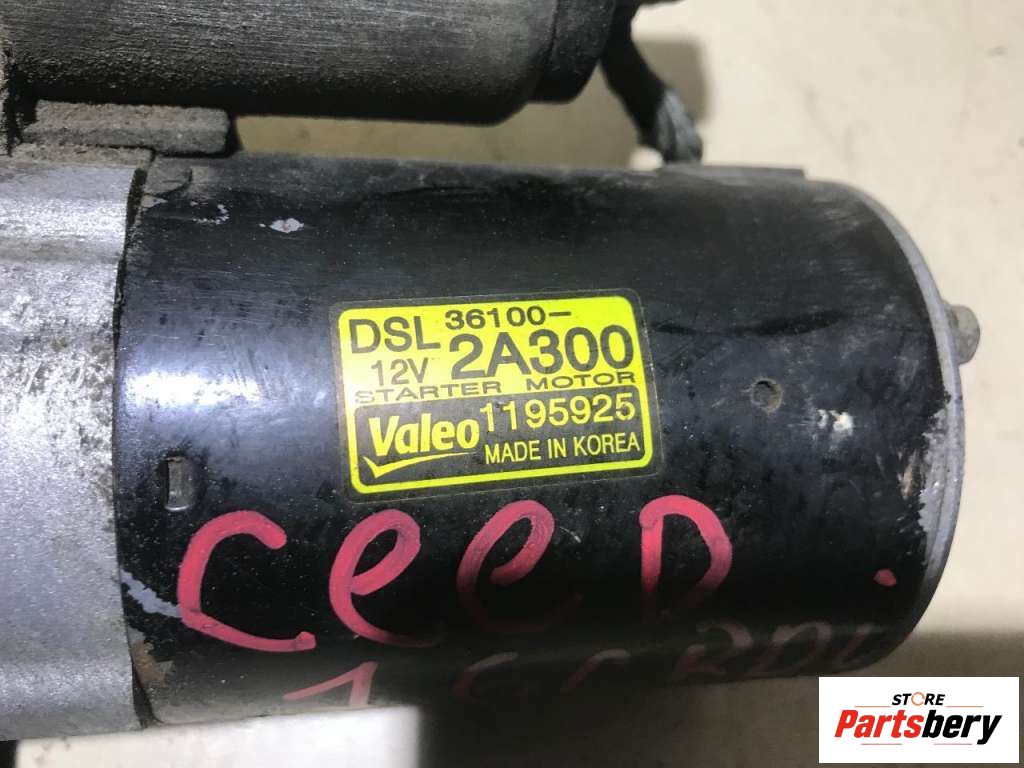 DSL 36100-
12V 2A300
STARTER MOTOR
Valeo 1195925
MADE IN KOREA
CeeD
STORE
Partsbery